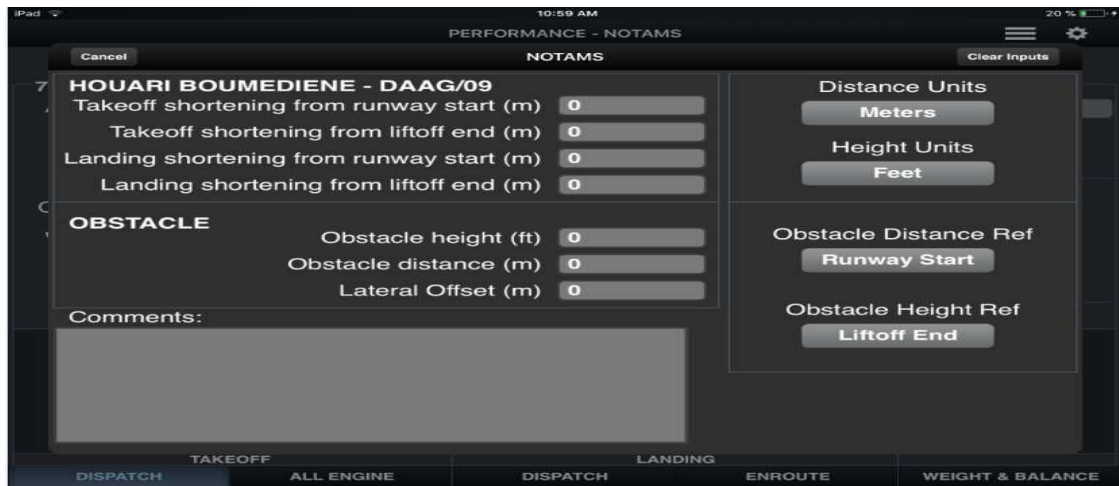 iPad 10:59 AM 20 %
PERFORMANCE - NOTAMS
Cancel NOTAMS Clear Inputs
7
HOUARI BOUMEDIENE - DAAG/09
Takeoff shortening from runway start (m) 0
Takeoff shortening from liftoff end (m) 0
Landing shortening from runway start (m) 0
Landing shortening from liftoff end (m) 0
OBSTACLE
Obstacle height (ft) 0
Obstacle distance (m) 0
Lateral Offset (m) 0
Comments:
Distance Units
Meters
Height Units
Feet
Obstacle Distance Ref
Runway Start
Obstacle Height Ref
Liftoff End
TAKEOFF LANDING
DISPATCH ALL ENGINE DISPATCH ENROUTE WEIGHT & BALANCE